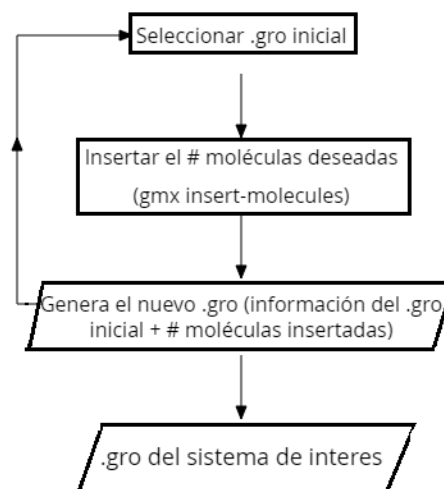 Seleccionar .gro inicial
Insertar el # moléculas deseadas
(gmx insert-molecules)
Genera el nuevo .gro (información del .gro
inicial + # moléculas insertadas)
.gro del sistema de interes